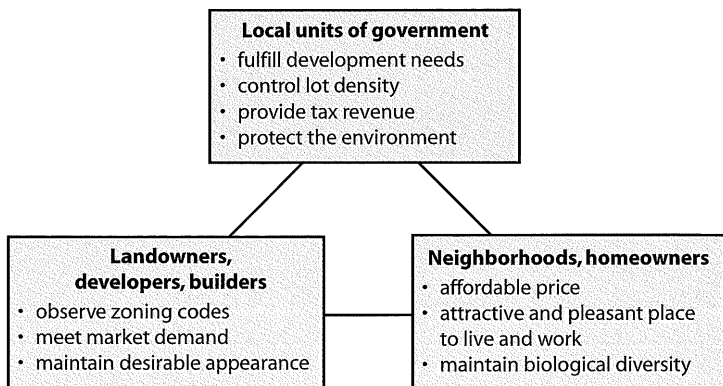 Local units of government
• fulfill development needs
• control lot density
• provide tax revenue
• protect the environment
Landowners,
developers, builders
• observe zoning codes
• meet market demand
• maintain desirable appearance
Neighborhoods, homeowners
• affordable price
• attractive and pleasant place
to live and work
• maintain biological diversity